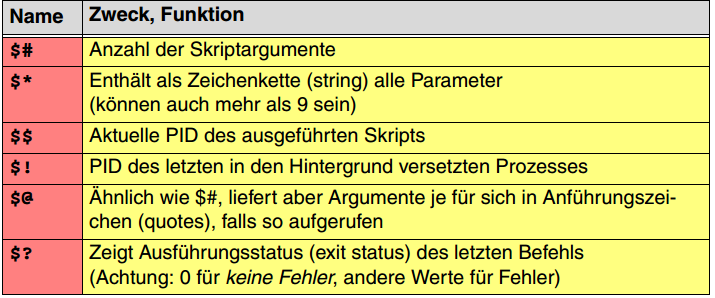 Name Zweck, Funktion
$# Anzahl der Skriptargumente
$* Enthält als Zeichenkette (string) alle Parameter
(können auch mehr als 9 sein)
$$ Aktuelle PID des ausgeführten Skripts
$! PID des letzten in den Hintergrund versetzten Prozesses
$@ Ähnlich wie $#, liefert aber Argumente je für sich in Anführungszei-
chen (quotes), falls so aufgerufen
$? Zeigt Ausführungsstatus (exit status) des letzten Befehls
(Achtung: 0 für keine Fehler, andere Werte für Fehler)